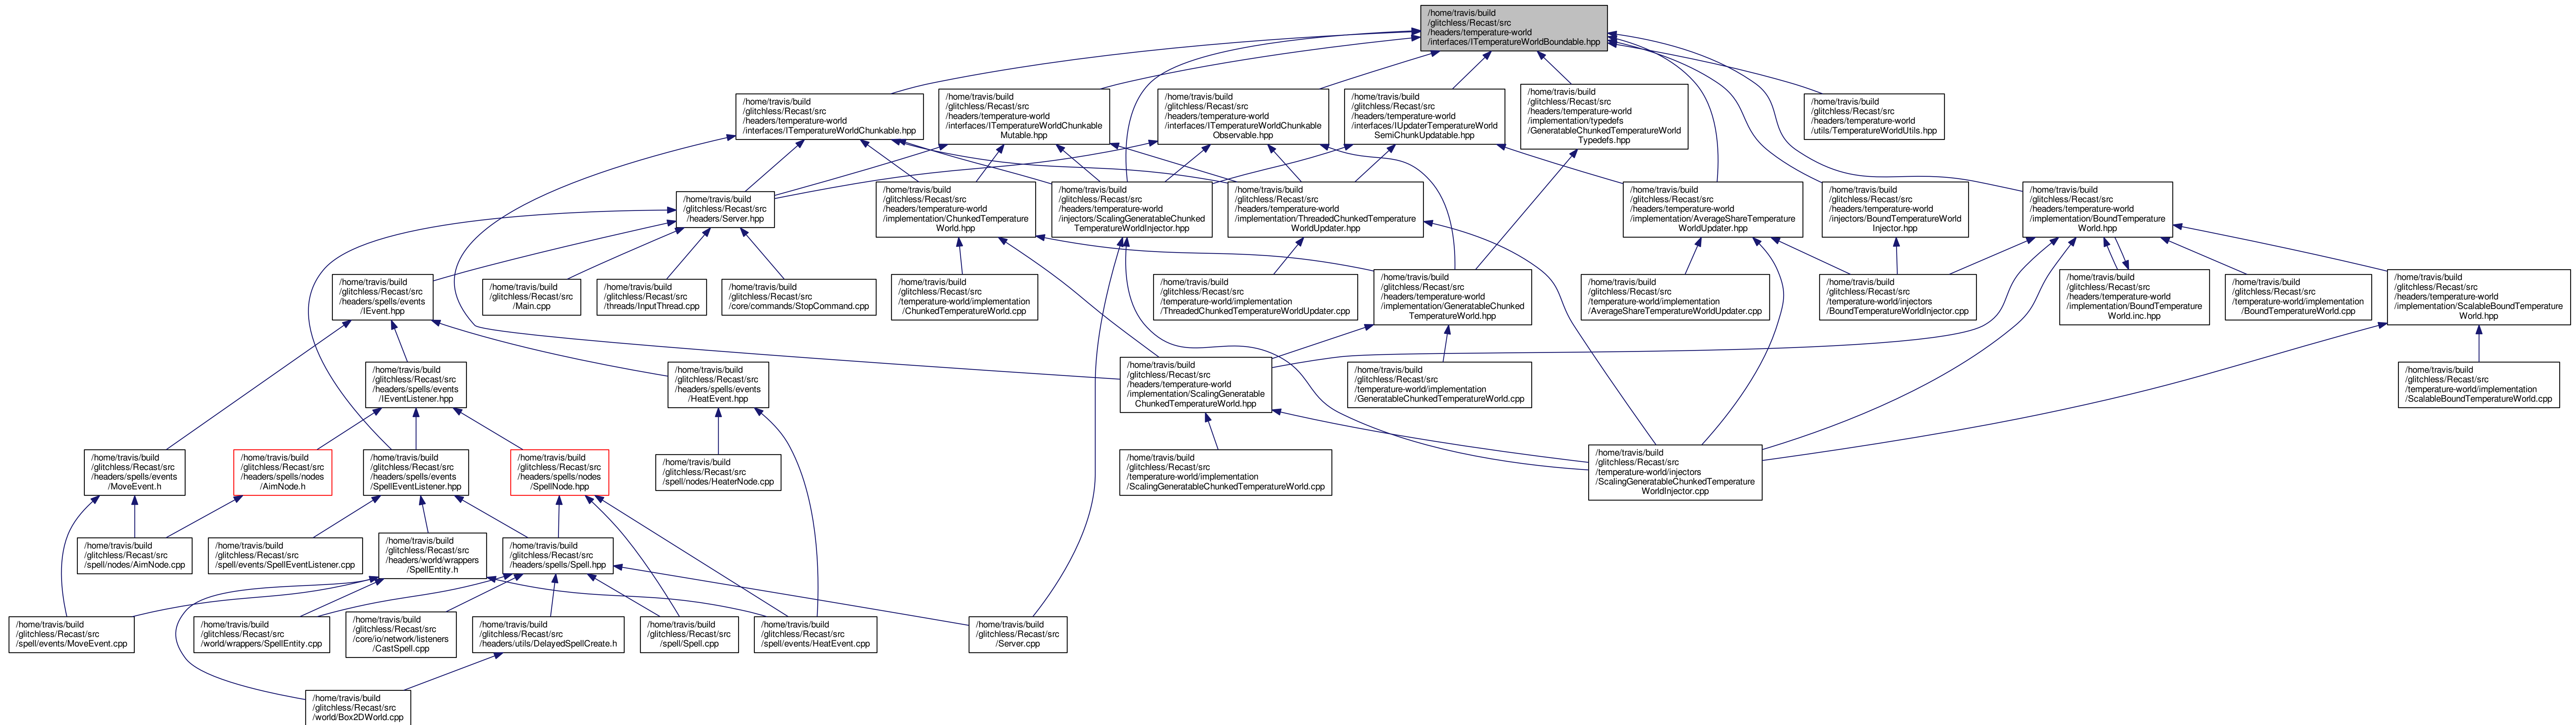 /home/travis/build
/glitchless/Recast/src
/headers/temperature-world
/interfaces/ITemperatureWorldBoundable.hpp
/home/travis/build
/glitchless/Recast/src
/headers/temperature-world
/interfaces/ITemperatureWorldChunkable.hpp
/home/travis/build
/glitchless/Recast/src
/headers/temperature-world
/interfaces/ITemperatureWorldChunkable
Mutable.hpp
/home/travis/build
/glitchless/Recast/src
/headers/temperature-world
/interfaces/ITemperatureWorldChunkable
Observable.hpp
/home/travis/build
/glitchless/Recast/src
/headers/temperature-world
/interfaces/IUpdaterTemperatureWorld
SemiChunkUpdatable.hpp
/home/travis/build
/glitchless/Recast/src
/headers/temperature-world
/implementation/typedefs
/GeneratableChunkedTemperatureWorld
Typedefs.hpp
/home/travis/build
/glitchless/Recast/src
/headers/temperature-world
/utils/TemperatureWorldUtils.hpp
/home/travis/build
/glitchless/Recast/src
/headers/Server.hpp
/home/travis/build
/glitchless/Recast/src
/headers/temperature-world
/implementation/ChunkedTemperature
World.hpp
/home/travis/build
/glitchless/Recast/src
/headers/temperature-world
/injectors/ScalingGeneratableChunked
TemperatureWorldInjector.hpp
/home/travis/build
/glitchless/Recast/src
/headers/temperature-world
/implementation/ThreadedChunkedTemperature
WorldUpdater.hpp
/home/travis/build
/glitchless/Recast/src
/headers/temperature-world
/implementation/AverageShareTemperature
WorldUpdater.hpp
/home/travis/build
/glitchless/Recast/src
/headers/temperature-world
/injectors/BoundTemperatureWorld
Injector.hpp
/home/travis/build
/glitchless/Recast/src
/headers/temperature-world
/implementation/BoundTemperature
World.hpp
/home/travis/build
/glitchless/Recast/src
/headers/spells/events
/IEvent.hpp
/home/travis/build
/glitchless/Recast/src
/Main.cpp
/home/travis/build
/glitchless/Recast/src
/threads/InputThread.cpp
/home/travis/build
/glitchless/Recast/src
/core/commands/StopCommand.cpp
/home/travis/build
/glitchless/Recast/src
/temperature-world/implementation
/ChunkedTemperatureWorld.cpp
/home/travis/build
/glitchless/Recast/src
/temperature-world/implementation
/ThreadedChunkedTemperatureWorldUpdater.cpp
/home/travis/build
/glitchless/Recast/src
/headers/temperature-world
/implementation/GeneratableChunked
TemperatureWorld.hpp
/home/travis/build
/glitchless/Recast/src
/temperature-world/implementation
/AverageShareTemperatureWorldUpdater.cpp
/home/travis/build
/glitchless/Recast/src
/temperature-world/injectors
/BoundTemperatureWorldInjector.cpp
/home/travis/build
/glitchless/Recast/src
/headers/temperature-world
/implementation/BoundTemperature
World.inc.hpp
/home/travis/build
/glitchless/Recast/src
/temperature-world/implementation
/BoundTemperatureWorld.cpp
/home/travis/build
/glitchless/Recast/src
/headers/temperature-world
/implementation/ScalableBoundTemperature
World.hpp
/home/travis/build
/glitchless/Recast/src
/headers/spells/events
/IEventListener.hpp
/home/travis/build
/glitchless/Recast/src
/headers/spells/events
/HeatEvent.hpp
/home/travis/build
/glitchless/Recast/src
/headers/temperature-world
/implementation/ScalingGeneratable
ChunkedTemperatureWorld.hpp
/home/travis/build
/glitchless/Recast/src
/temperature-world/implementation
/GeneratableChunkedTemperatureWorld.cpp
/home/travis/build
/glitchless/Recast/src
/temperature-world/implementation
/ScalableBoundTemperatureWorld.cpp
/home/travis/build
/glitchless/Recast/src
/headers/spells/events
/MoveEvent.h
/home/travis/build
/glitchless/Recast/src
/headers/spells/nodes
/AimNode.h
/home/travis/build
/glitchless/Recast/src
/headers/spells/events
/SpellEventListener.hpp
/home/travis/build
/glitchless/Recast/src
/headers/spells/nodes
/SpellNode.hpp
/home/travis/build
/glitchless/Recast/src
/spell/nodes/HeaterNode.cpp
/home/travis/build
/glitchless/Recast/src
/temperature-world/implementation
/ScalingGeneratableChunkedTemperatureWorld.cpp
/home/travis/build
/glitchless/Recast/src
/temperature-world/injectors
/ScalingGeneratableChunkedTemperature
WorldInjector.cpp
/home/travis/build
/glitchless/Recast/src
/spell/nodes/AimNode.cpp
/home/travis/build
/glitchless/Recast/src
/spell/events/SpellEventListener.cpp
/home/travis/build
/glitchless/Recast/src
/headers/world/wrappers
/SpellEntity.h
/home/travis/build
/glitchless/Recast/src
/headers/spells/Spell.hpp
/home/travis/build
/glitchless/Recast/src
/spell/events/MoveEvent.cpp
/home/travis/build
/glitchless/Recast/src
/world/wrappers/SpellEntity.cpp
/home/travis/build
/glitchless/Recast/src
/core/io/network/listeners
/CastSpell.cpp
/home/travis/build
/glitchless/Recast/src
/headers/utils/DelayedSpellCreate.h
/home/travis/build
/glitchless/Recast/src
/spell/Spell.cpp
/home/travis/build
/glitchless/Recast/src
/spell/events/HeatEvent.cpp
/home/travis/build
/glitchless/Recast/src
/Server.cpp
/home/travis/build
/glitchless/Recast/src
/world/Box2DWorld.cpp